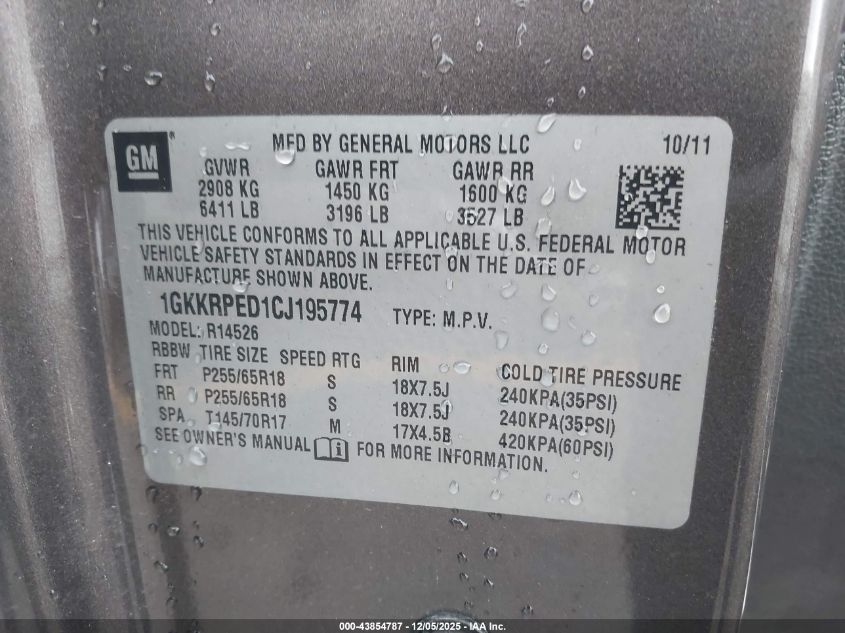 GM ® MFD BY GENERAL MOTORS LLC 10/11
GVWR GAWR FRT GAWR RR
2908 KG 1450 KG 1600 KG
6411 LB 3196 LB 3527 LB
THIS VEHICLE CONFORMS TO ALL APPLICABLE U.S. FEDERAL MOTOR
VEHICLE SAFETY STANDARDS IN EFFECT ON THE DATE OF
MANUFACTURE SHOWN ABOVE.
1GKKRPED1CJ195774 TYPE: M.P.V.
MODEL: R14526
RBBW TIRE SIZE SPEED RTG RIM COLD TIRE PRESSURE
FRT P255/65R18 S 18X7.5J 240KPA(35PSI)
RR P255/65R18 S 18X7.5J 240KPA(35PSI)
SPA T145/70R17 M 17X4.5B 420KPA(60PSI)
SEE OWNER'S MANUAL FOR MORE INFORMATION.
000-43854787 - 12/05/2025 - IAA Inc.